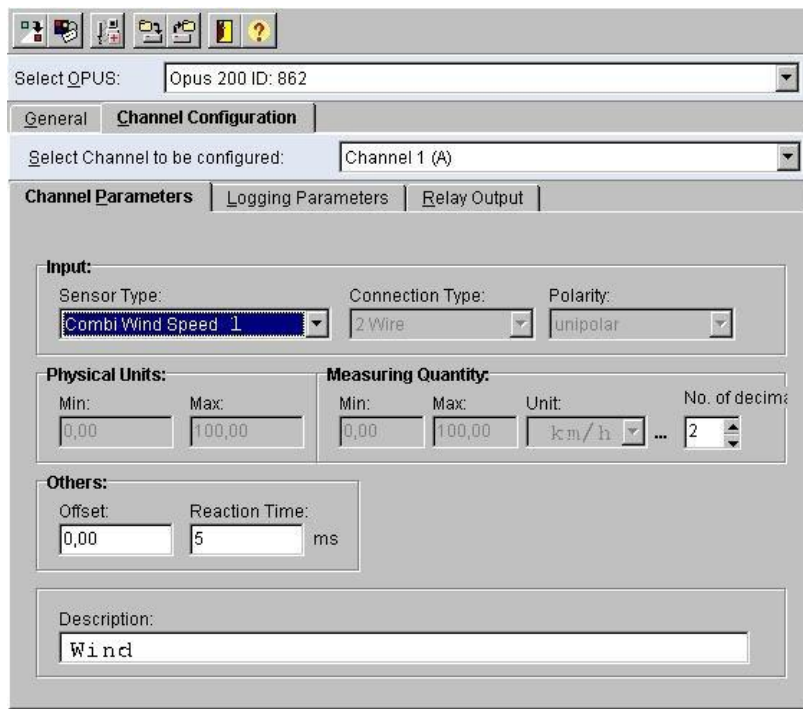 Select OPUS: Opus 200 ID: 862
General Channel Configuration
Select Channel to be configured: Channel 1 (A)
Channel Parameters Logging Parameters Relay Output
Input:
Sensor Type: Connection Type: Polarity:
Combi Wind Speed 1 2 Wire unipolar
Physical Units: Measuring Quantity:
Min: Max: Min: Max: Unit: No. of decima
0,00 100,00 0,00 100,00 km/h ... 2
Others:
Offset: Reaction Time:
0,00 5 ms
Description:
Wind